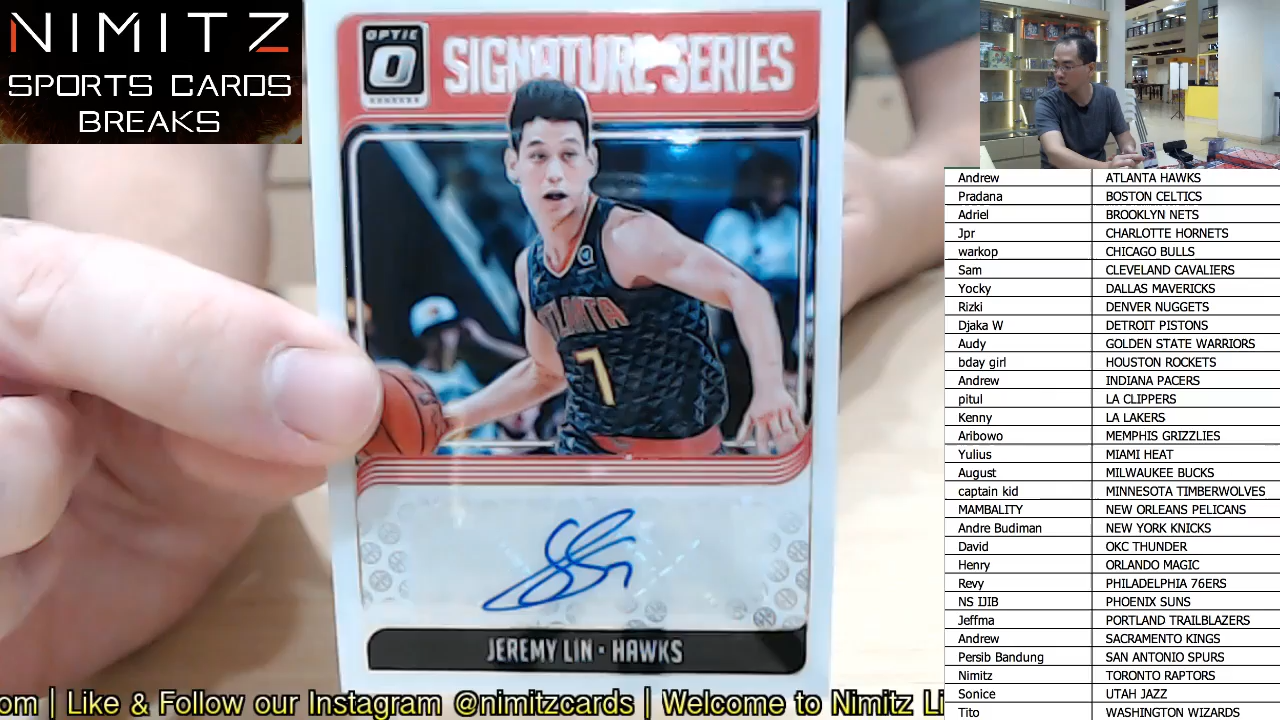 NIMITZ
SPORTS CARDS
BREAKS
OPTIC
SIGNATURE SERIES
ATLANTA
7
JEREMY LIN · HAWKS
Andrew ATLANTA HAWKS
Pradana BOSTON CELTICS
Adriel BROOKLYN NETS
Jpr CHARLOTTE HORNETS
warkop CHICAGO BULLS
Sam CLEVELAND CAVALIERS
Yocky DALLAS MAVERICKS
Rizki DENVER NUGGETS
Djaka W DETROIT PISTONS
Audy GOLDEN STATE WARRIORS
bday girl HOUSTON ROCKETS
Andrew INDIANA PACERS
pitul LA CLIPPERS
Kenny LA LAKERS
Aribowo MEMPHIS GRIZZLIES
Yulius MIAMI HEAT
August MILWAUKEE BUCKS
captain kid MINNESOTA TIMBERWOLVES
MAMBALITY NEW ORLEANS PELICANS
Andre Budiman NEW YORK KNICKS
David OKC THUNDER
Henry ORLANDO MAGIC
Revy PHILADELPHIA 76ERS
NS IJIB PHOENIX SUNS
Jeffma PORTLAND TRAILBLAZERS
Andrew SACRAMENTO KINGS
Persib Bandung SAN ANTONIO SPURS
Nimitz TORONTO RAPTORS
Sonice UTAH JAZZ
Tito WASHINGTON WIZARDS
om | Like & Follow our Instagram @nimitzcards | Welcome to Nimitz Li